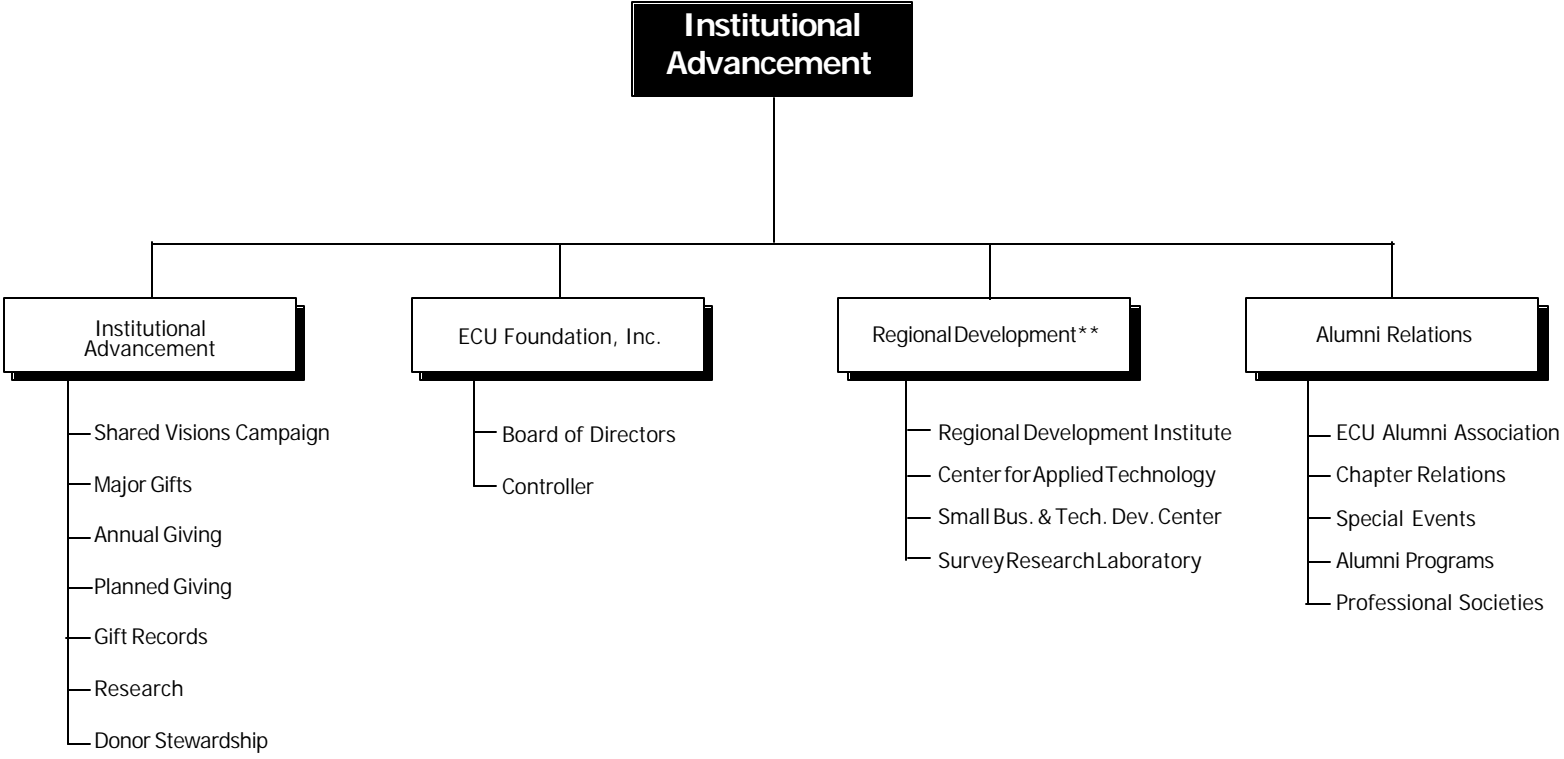 Institutional
Advancement
Institutional
Advancement
Shared Visions Campaign
Major Gifts
Annual Giving
Planned Giving
Gift Records
Research
Donor Stewardship
ECU Foundation, Inc.
Board of Directors
Controller
Regional Development**
Regional Development Institute
Center for Applied Technology
Small Bus. & Tech. Dev. Center
Survey Research Laboratory
Alumni Relations
ECU Alumni Association
Chapter Relations
Special Events
Alumni Programs
Professional Societies